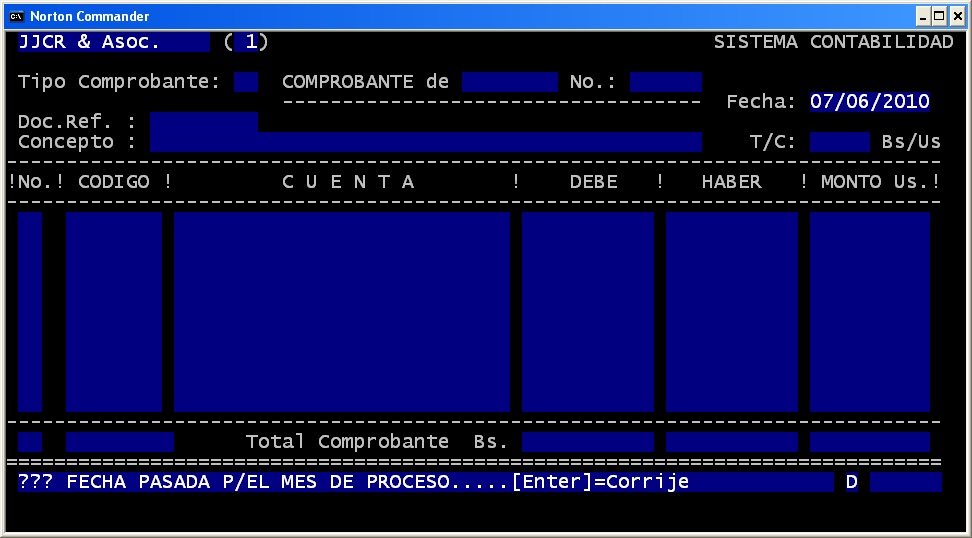 Norton Commander
JJCR & Asoc. ( 1) SISTEMA CONTABILIDAD
Tipo Comprobante: COMPROBANTE de No.:
----------------------------------- Fecha: 07/06/2010
Doc.Ref. :
Concepto : T/C: Bs/Us
------------------------------------------------------------------------------
!No.! CODIGO ! C U E N T A ! DEBE ! HABER ! MONTO Us.!
------------------------------------------------------------------------------
------------------------------------------------------------------------------
Total Comprobante Bs.
==============================================================================
??? FECHA PASADA P/EL MES DE PROCESO.....[Enter]=Corrije D